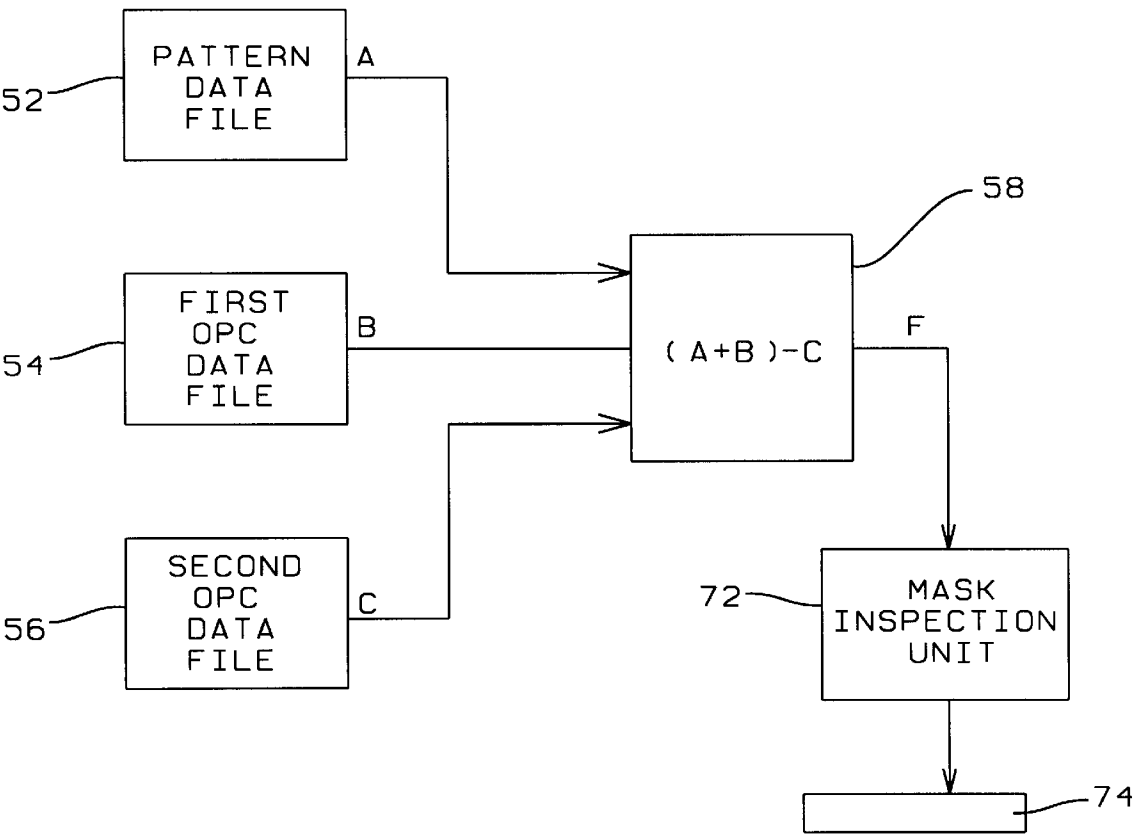 PATTERN
DATA
FILE
A
52
58
FIRST
OPC
DATA
FILE
B
54
(A+B)-C
F
SECOND
OPC
DATA
FILE
C
56
72
MASK
INSPECTION
UNIT
74